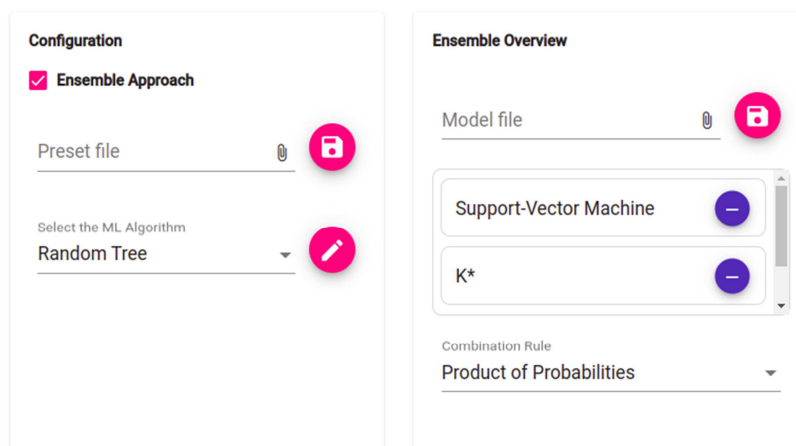 Configuration
Ensemble Approach
Preset file
Select the ML Algorithm
Random Tree
Ensemble Overview
Model file
Support-Vector Machine
K*
Combination Rule
Product of Probabilities